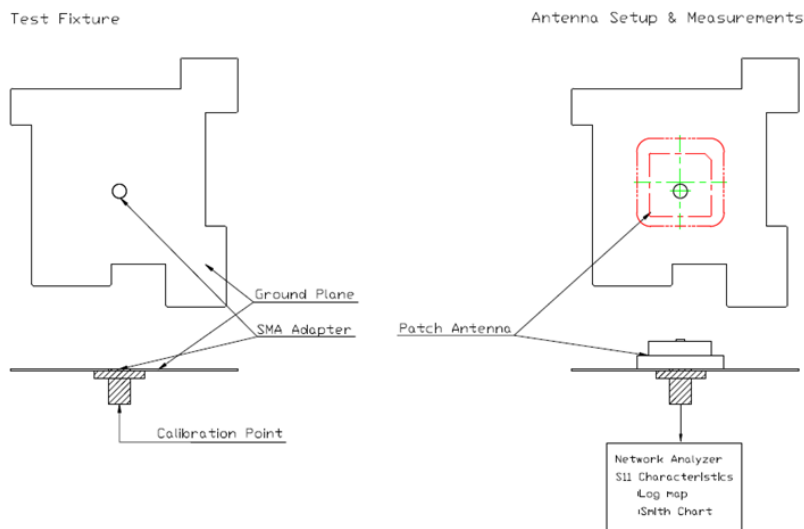 Test Fixture
Antenna Setup & Measurements
Ground Plane
SMA Adapter
Patch Antenna
Calibration Point
Network Analyzer
S11 Characteristics
Log map
Smith Chart